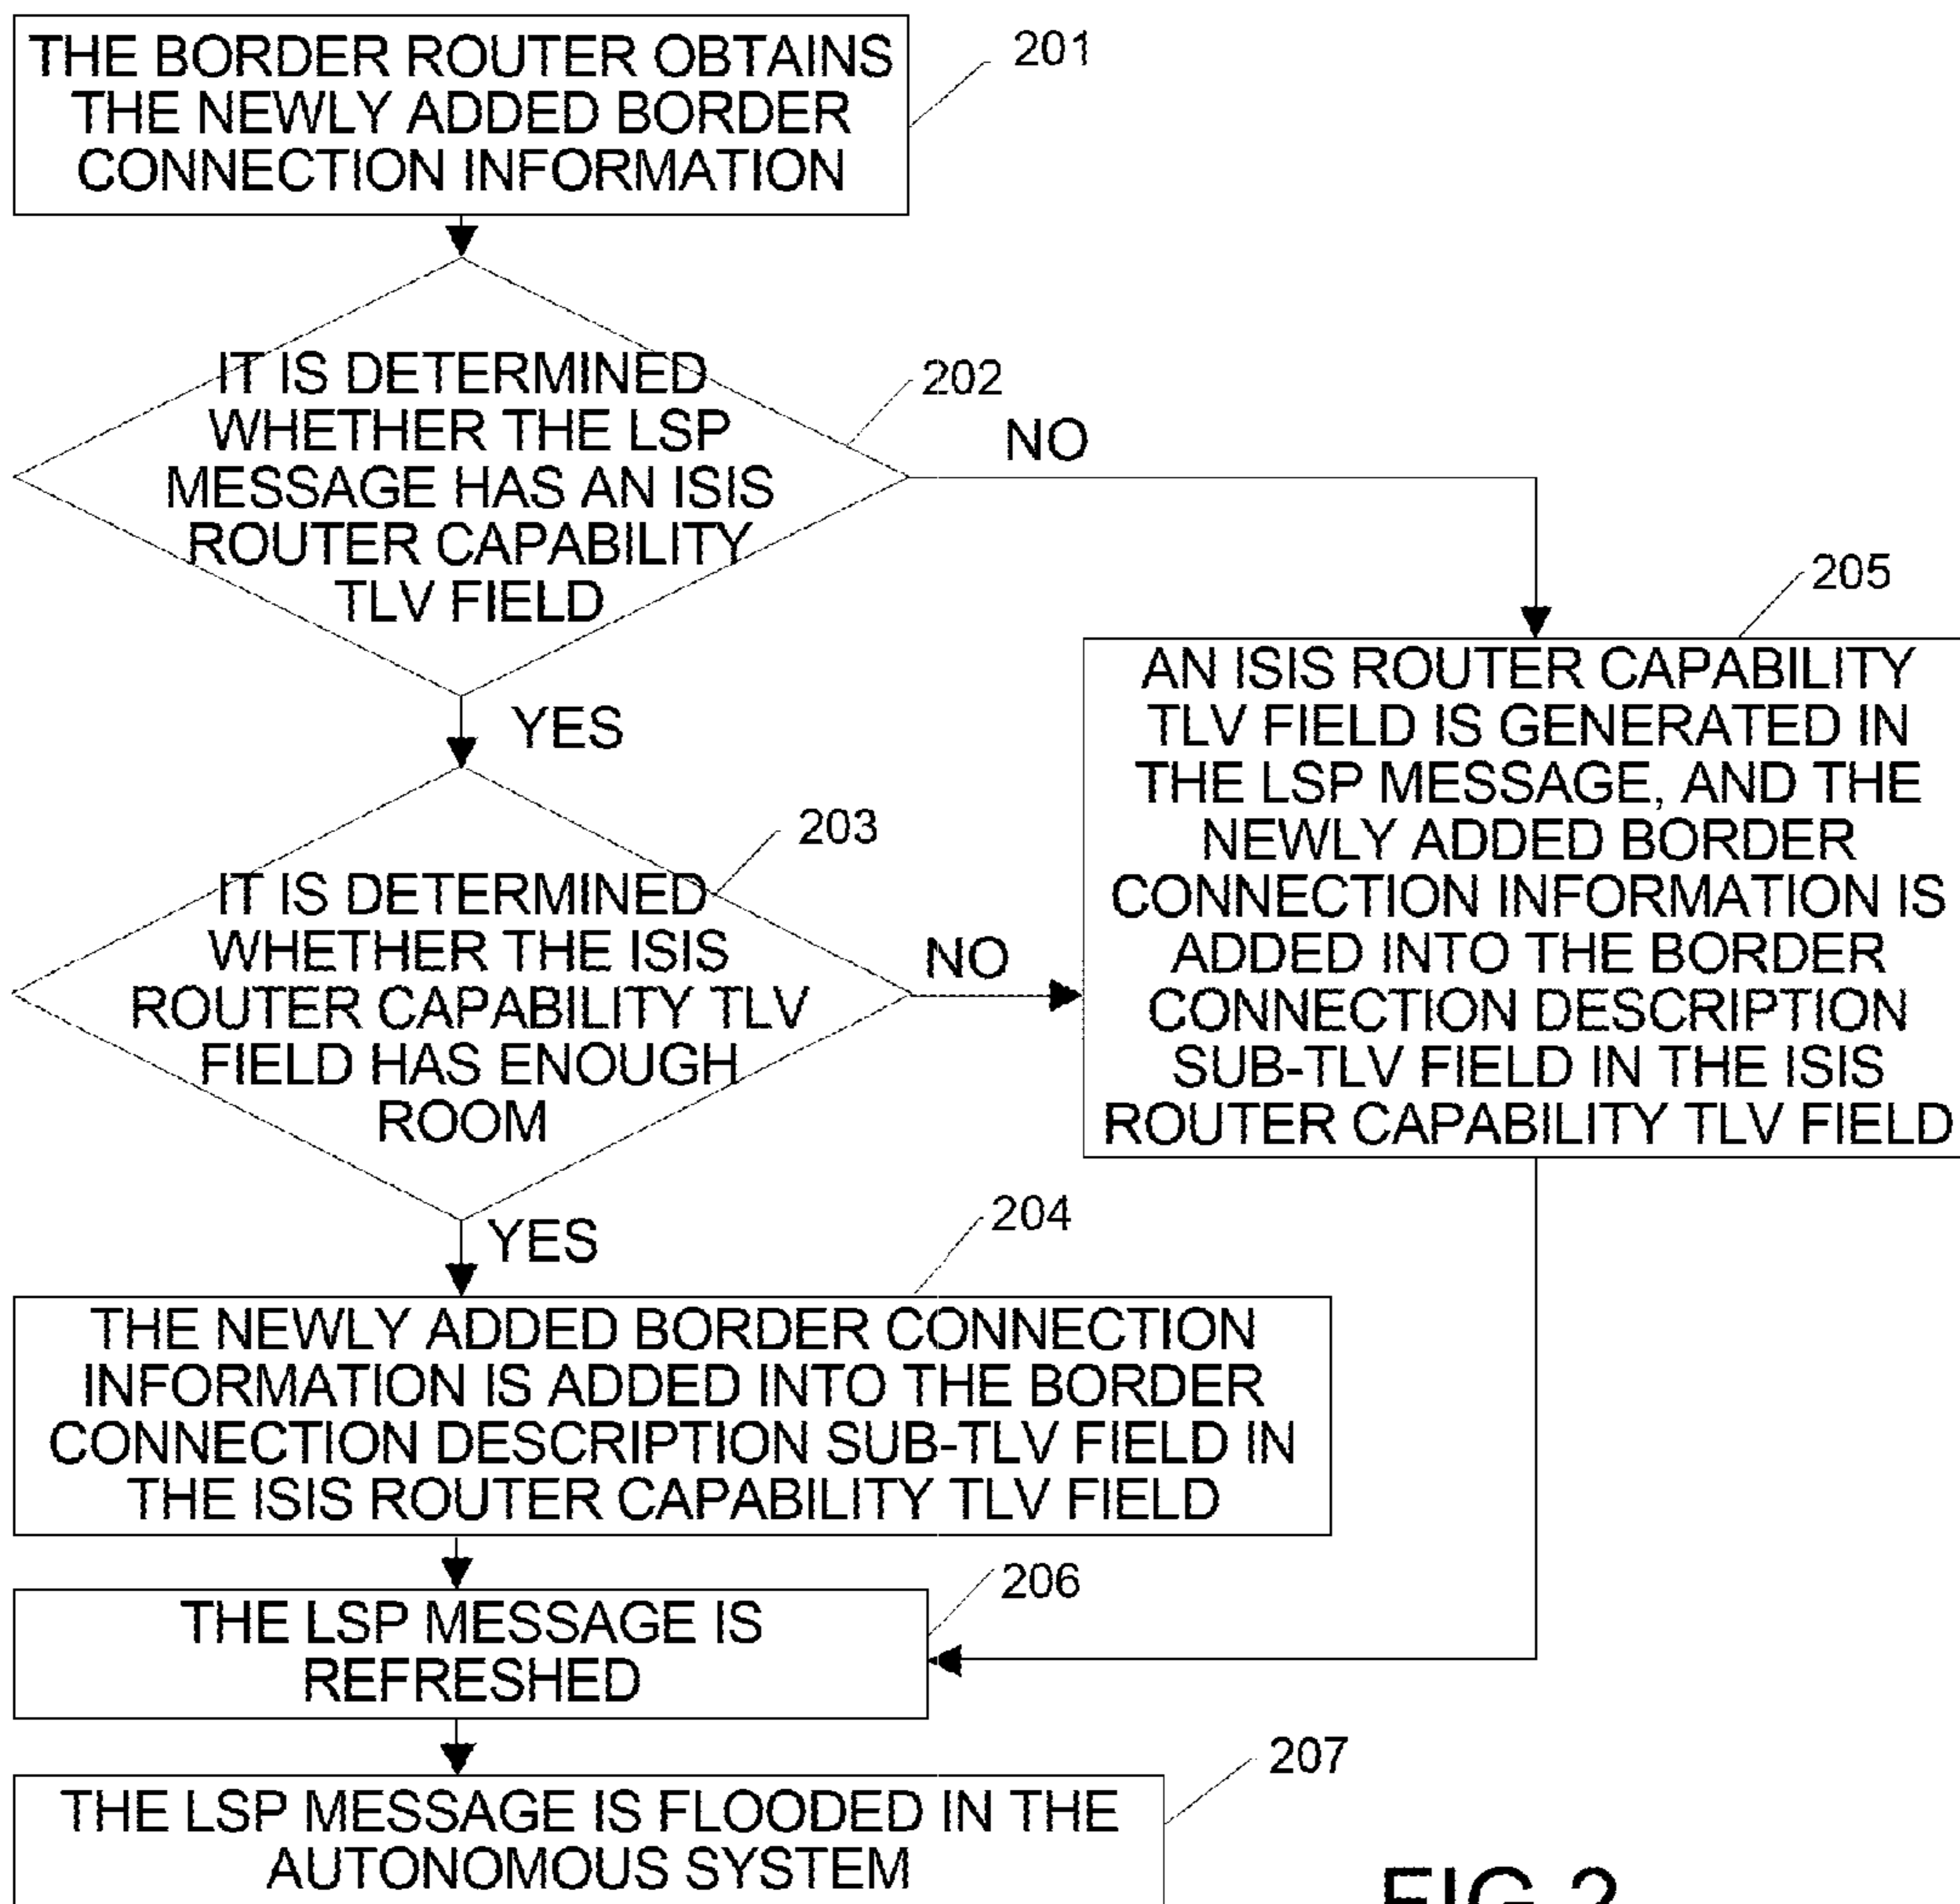 THE BORDER ROUTER OBTAINS
THE NEWLY ADDED BORDER
CONNECTION INFORMATION
201
IT IS DETERMINED
WHETHER THE LSP
MESSAGE HAS AN ISIS
ROUTER CAPABILITY
TLV FIELD
202
NO
YES
IT IS DETERMINED
WHETHER THE ISIS
ROUTER CAPABILITY TLV
FIELD HAS ENOUGH
ROOM
203
NO
YES
205
AN ISIS ROUTER CAPABILITY
TLV FIELD IS GENERATED IN
THE LSP MESSAGE, AND THE
NEWLY ADDED BORDER
CONNECTION INFORMATION IS
ADDED INTO THE BORDER
CONNECTION DESCRIPTION
SUB-TLV FIELD IN THE ISIS
ROUTER CAPABILITY TLV FIELD
204
THE NEWLY ADDED BORDER CONNECTION
INFORMATION IS ADDED INTO THE BORDER
CONNECTION DESCRIPTION SUB-TLV FIELD IN
THE ISIS ROUTER CAPABILITY TLV FIELD
206
THE LSP MESSAGE IS
REFRESHED
207
THE LSP MESSAGE IS FLOODED IN THE
AUTONOMOUS SYSTEM
FIG.2